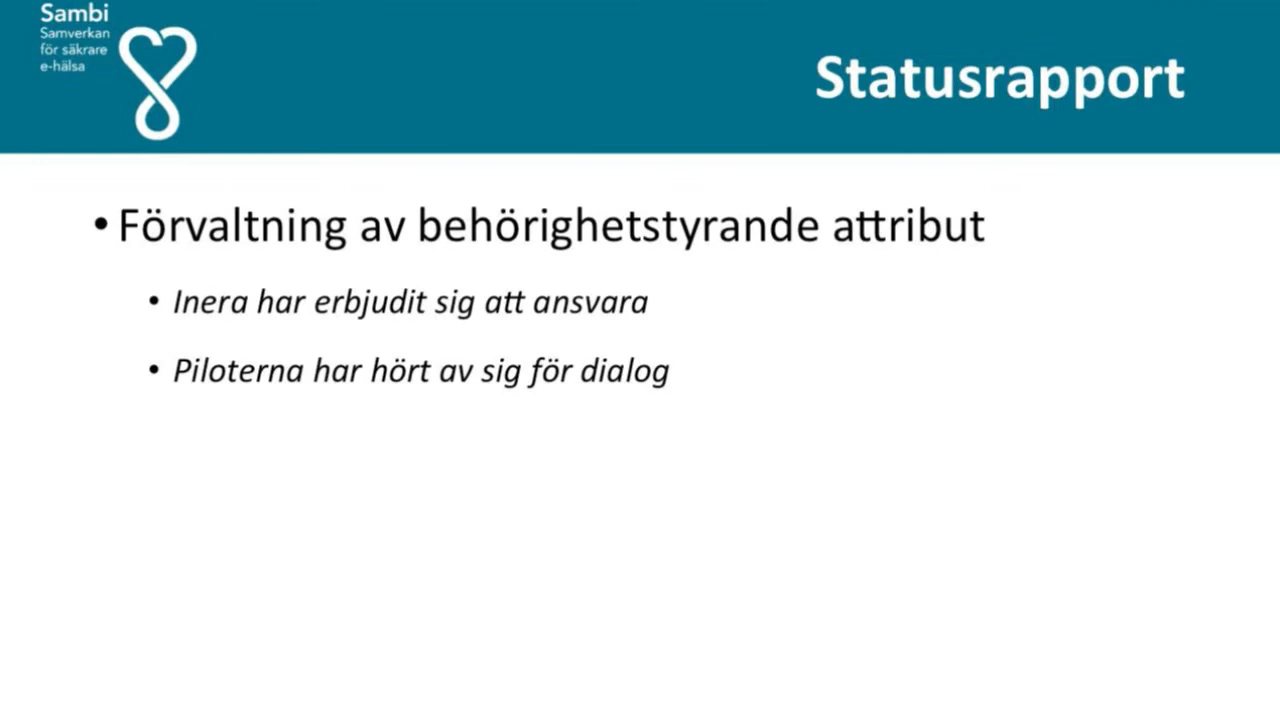 Sambi
Samverkan
för säkrare
e-hälsa
Statusrapport
• Förvaltning av behörighetstyrande attribut
• Inera har erbjudit sig att ansvara
• Piloterna har hört av sig för dialog